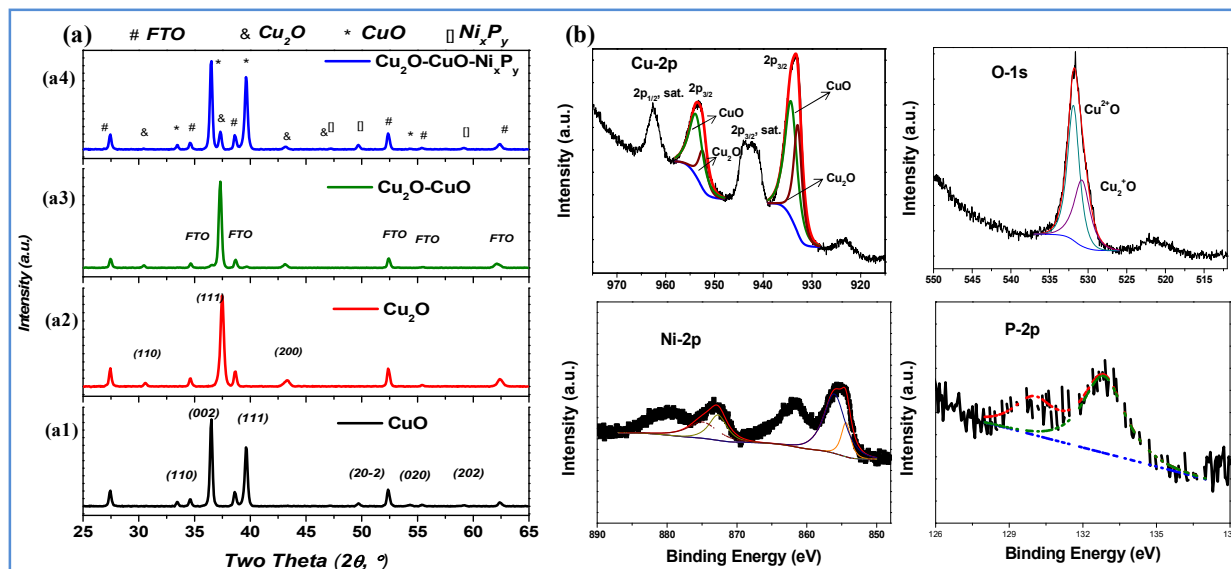 (a)
# FTO & Cu₂O * CuO [] NiₓPᵧ
(a4)
* *
Cu₂O-CuO-NiₓPᵧ
# & * # & # & & [] [] # * # [] #
(a3)
Cu₂O-CuO
FTO FTO FTO FTO FTO
(a2)
(111)
Cu₂O
(110) (200)
(a1)
(002) (111)
CuO
(110) (20-2) (020) (202)
25 30 35 40 45 50 55 60 65
Two Theta (2θ, °)
Intensity (a.u.)
(b)
Cu-2p
2p₃/₂
2p₁/₂, sat. 2p₃/₂
CuO
CuO
2p₃/₂, sat.
Cu₂O
Cu₂O
970 960 950 940 930 920
Intensity (a.u.)
O-1s
Cu²⁺O
Cu₂⁺O
550 545 540 535 530 525 520 515
Intensity (a.u.)
Ni-2p
890 880 870 860 850
Binding Energy (eV)
Intensity (a.u.)
P-2p
126 129 132 135 13
Binding Energy (eV)
Intensity (a.u.)